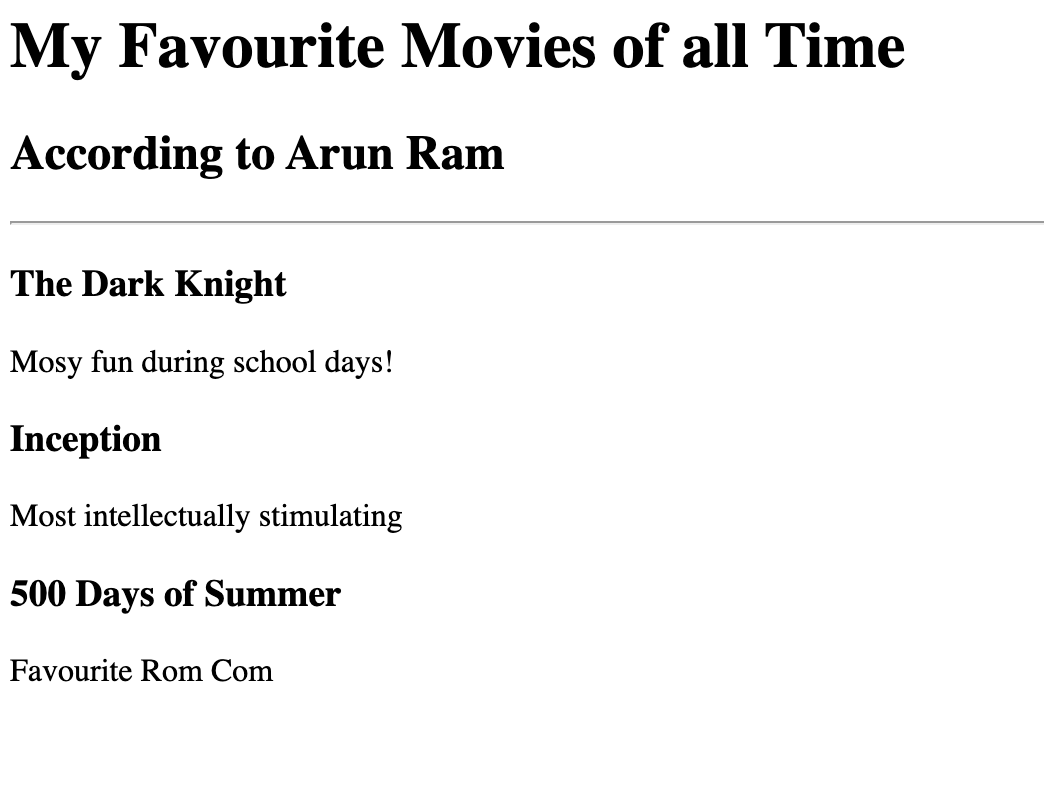 My Favourite Movies of all Time
According to Arun Ram
The Dark Knight
Mosy fun during school days!
Inception
Most intellectually stimulating
500 Days of Summer
Favourite Rom Com